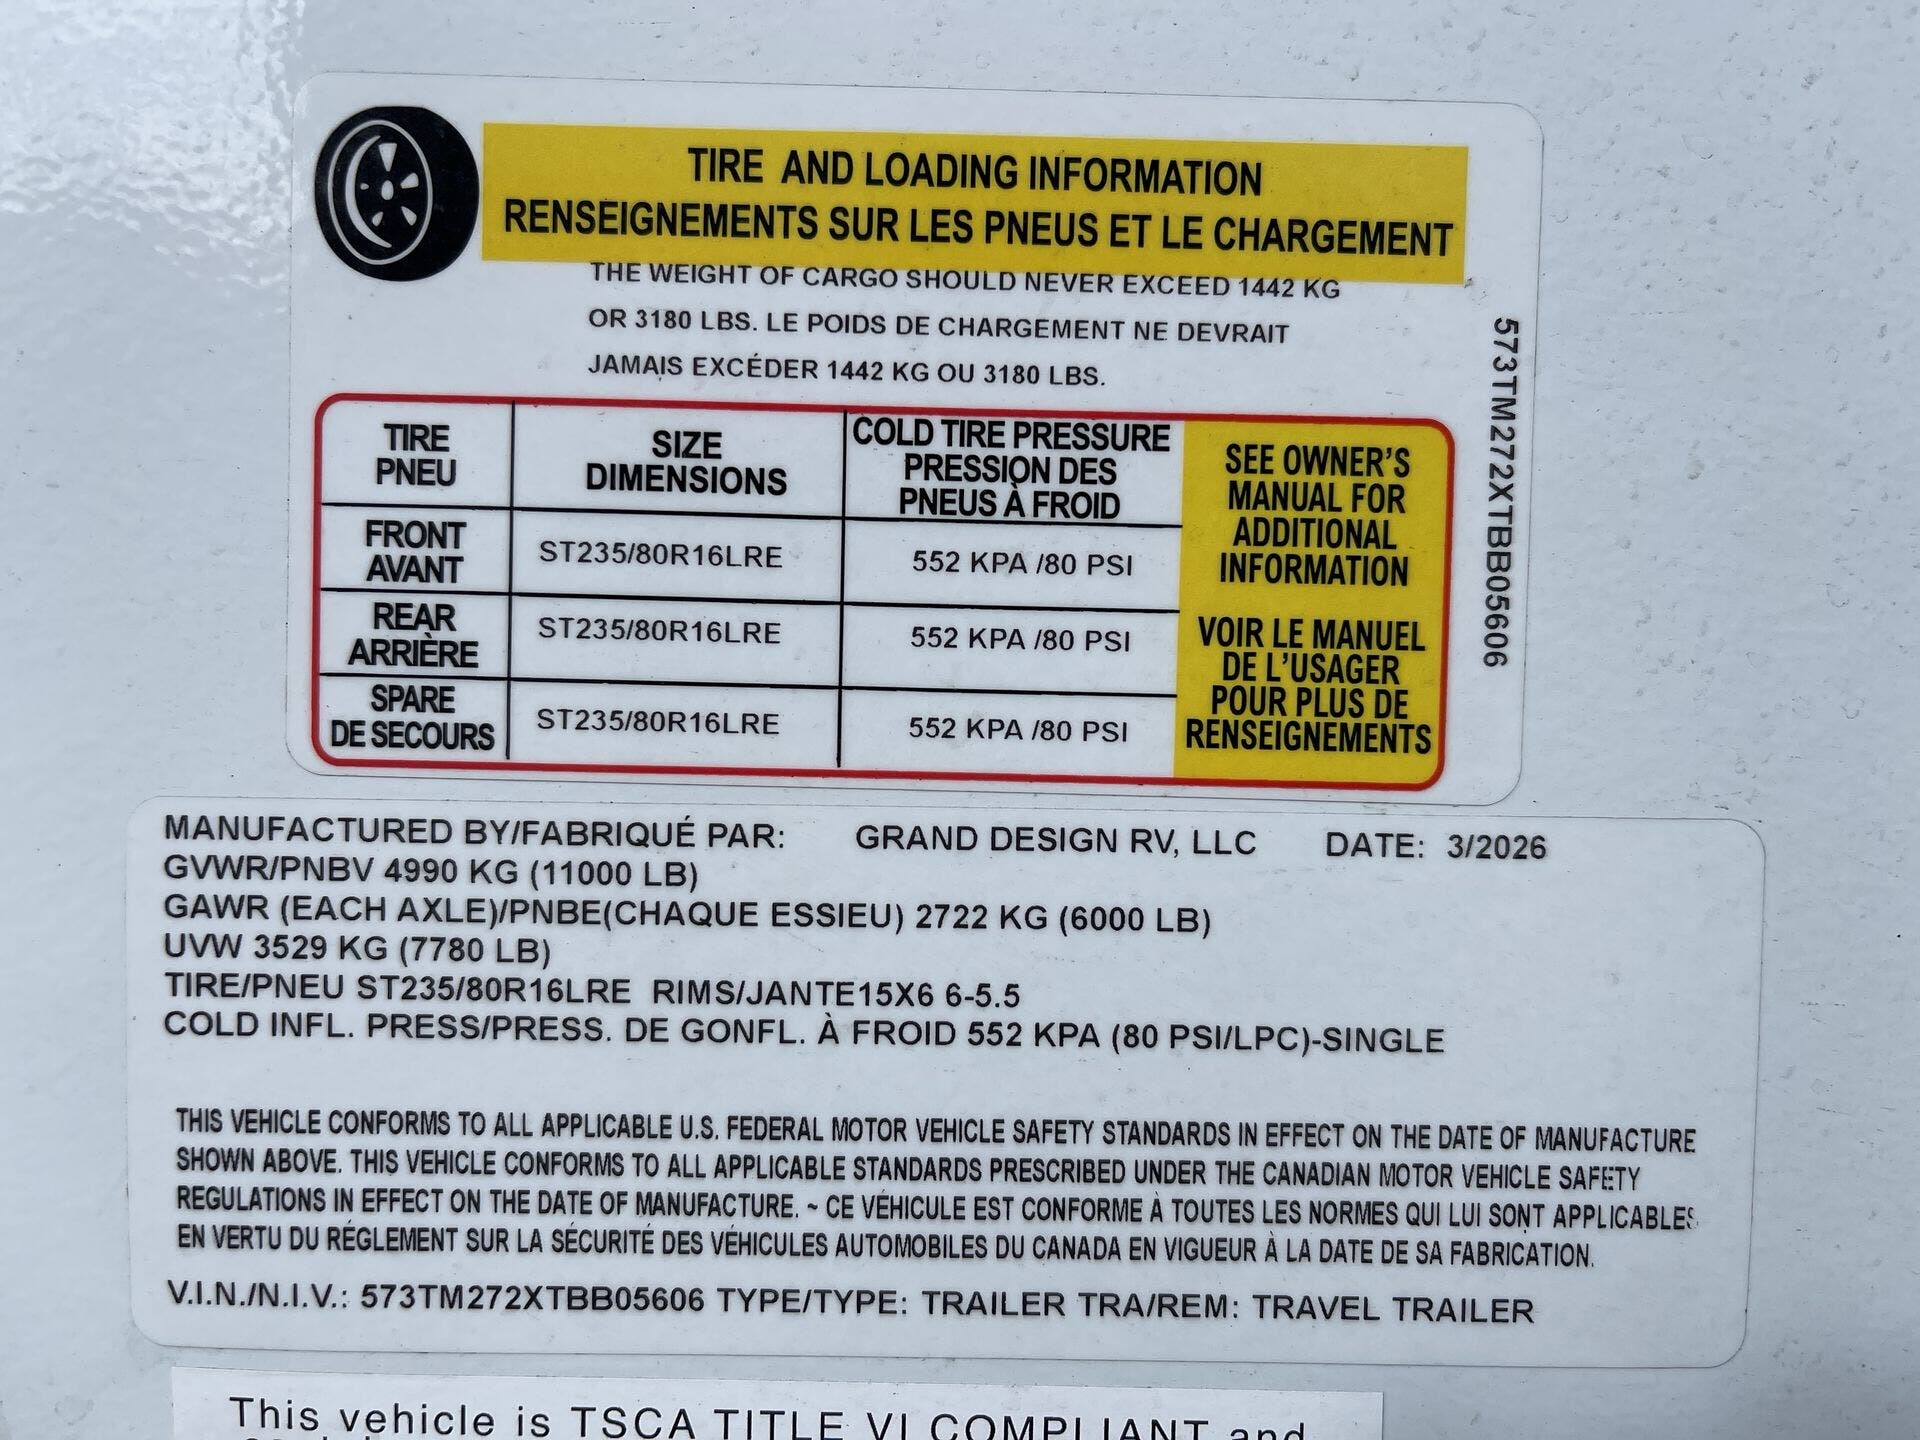 TIRE AND LOADING INFORMATION
RENSEIGNEMENTS SUR LES PNEUS ET LE CHARGEMENT
THE WEIGHT OF CARGO SHOULD NEVER EXCEED 1442 KG
OR 3180 LBS. LE POIDS DE CHARGEMENT NE DEVRAIT
JAMAIS EXCÉDER 1442 KG OU 3180 LBS.
TIRE
PNEU
SIZE
DIMENSIONS
COLD TIRE PRESSURE
PRESSION DES
PNEUS À FROID
FRONT
AVANT
ST235/80R16LRE
552 KPA /80 PSI
REAR
ARRIÈRE
ST235/80R16LRE
552 KPA /80 PSI
SPARE
DE SECOURS
ST235/80R16LRE
552 KPA /80 PSI
SEE OWNER'S
MANUAL FOR
ADDITIONAL
INFORMATION
VOIR LE MANUEL
DE L'USAGER
POUR PLUS DE
RENSEIGNEMENTS
573TM272XTBB05606
MANUFACTURED BY/FABRIQUÉ PAR: GRAND DESIGN RV, LLC DATE: 3/2026
GVWR/PNBV 4990 KG (11000 LB)
GAWR (EACH AXLE)/PNBE(CHAQUE ESSIEU) 2722 KG (6000 LB)
UVW 3529 KG (7780 LB)
TIRE/PNEU ST235/80R16LRE RIMS/JANTE15X6 6-5.5
COLD INFL. PRESS/PRESS. DE GONFL. À FROID 552 KPA (80 PSI/LPC)-SINGLE
THIS VEHICLE CONFORMS TO ALL APPLICABLE U.S. FEDERAL MOTOR VEHICLE SAFETY STANDARDS IN EFFECT ON THE DATE OF MANUFACTURE
SHOWN ABOVE. THIS VEHICLE CONFORMS TO ALL APPLICABLE STANDARDS PRESCRIBED UNDER THE CANADIAN MOTOR VEHICLE SAFETY
REGULATIONS IN EFFECT ON THE DATE OF MANUFACTURE. ~ CE VÉHICULE EST CONFORME À TOUTES LES NORMES QUI LUI SONT APPLICABLES
EN VERTU DU RÉGLEMENT SUR LA SÉCURITÉ DES VÉHICULES AUTOMOBILES DU CANADA EN VIGUEUR À LA DATE DE SA FABRICATION.
V.I.N./N.I.V.: 573TM272XTBB05606 TYPE/TYPE: TRAILER TRA/REM: TRAVEL TRAILER
This vehicle is TSCA TITLE VI COMPLIANT and